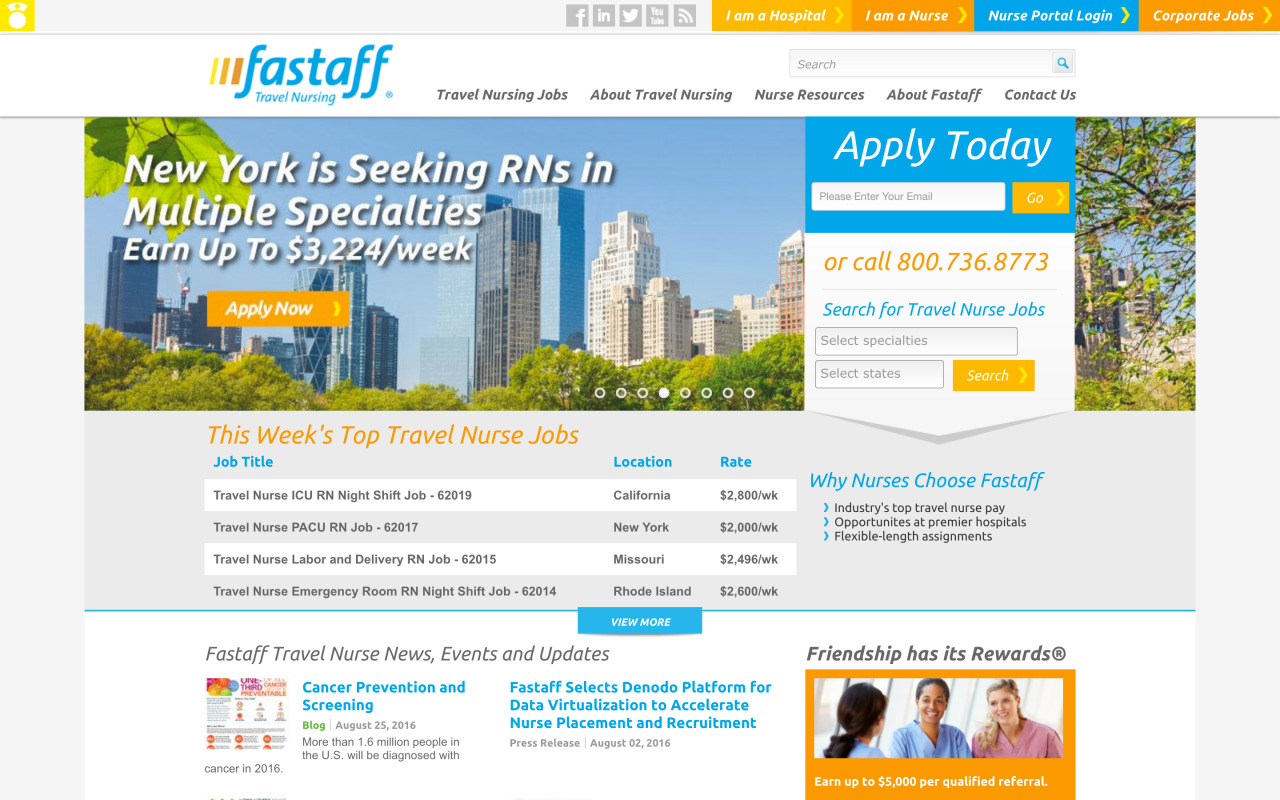 I am a Hospital
I am a Nurse
Nurse Portal Login
Corporate Jobs
You
Tube
fastaff
Travel Nursing
®
Search
Travel Nursing Jobs
About Travel Nursing
Nurse Resources
About Fastaff
Contact Us
New York is Seeking RNs in
Multiple Specialties
Earn Up To $3,224/week
Apply Now
Apply Today
Please Enter Your Email
Go
or call 800.736.8773
Search for Travel Nurse Jobs
Select specialties
Select states
Search
This Week's Top Travel Nurse Jobs
Job Title Location Rate
Travel Nurse ICU RN Night Shift Job - 62019 California $2,800/wk
Travel Nurse PACU RN Job - 62017 New York $2,000/wk
Travel Nurse Labor and Delivery RN Job - 62015 Missouri $2,496/wk
Travel Nurse Emergency Room RN Night Shift Job - 62014 Rhode Island $2,600/wk
VIEW MORE
Why Nurses Choose Fastaff
Industry's top travel nurse pay
Opportunites at premier hospitals
Flexible-length assignments
Fastaff Travel Nurse News, Events and Updates
ONE-
THIRD
CANCER
PREVENTABLE
Cancer Prevention and
Screening
Blog | August 25, 2016
More than 1.6 million people in
the U.S. will be diagnosed with
cancer in 2016.
Fastaff Selects Denodo Platform for
Data Virtualization to Accelerate
Nurse Placement and Recruitment
Press Release | August 02, 2016
Friendship has its Rewards®
Earn up to $5,000 per qualified referral.